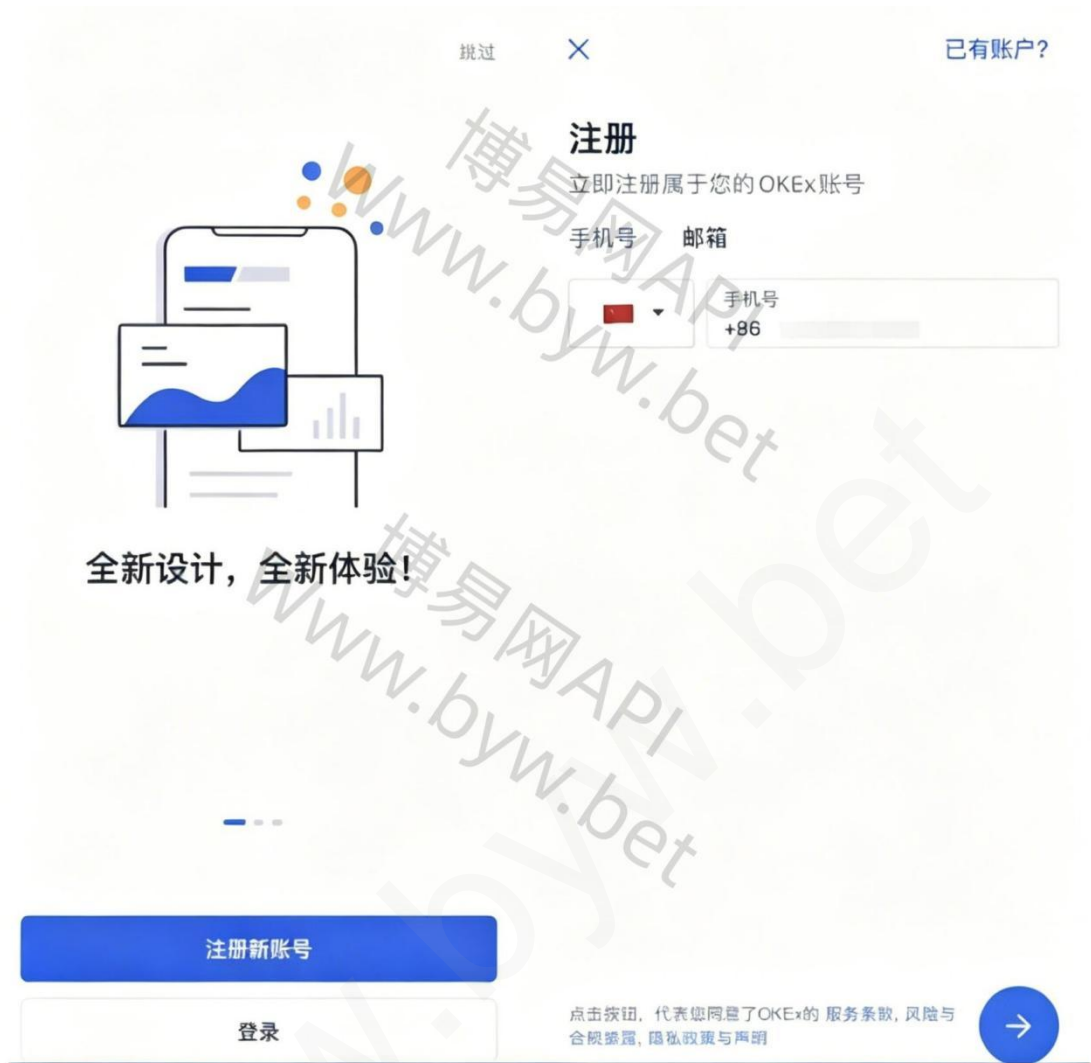 跳过
已有账户?
注册
立即注册属于您的OKEx账号
手机号 邮箱
手机号
+86
全新设计，全新体验!
注册新账号
登录
点击按钮，代表您同意了OKEx的 服务条款, 风险与
合规披露, 隐私政策与声明
博易网API
www.byw.bet
博易网API
www.byw.bet
www.byw.bet